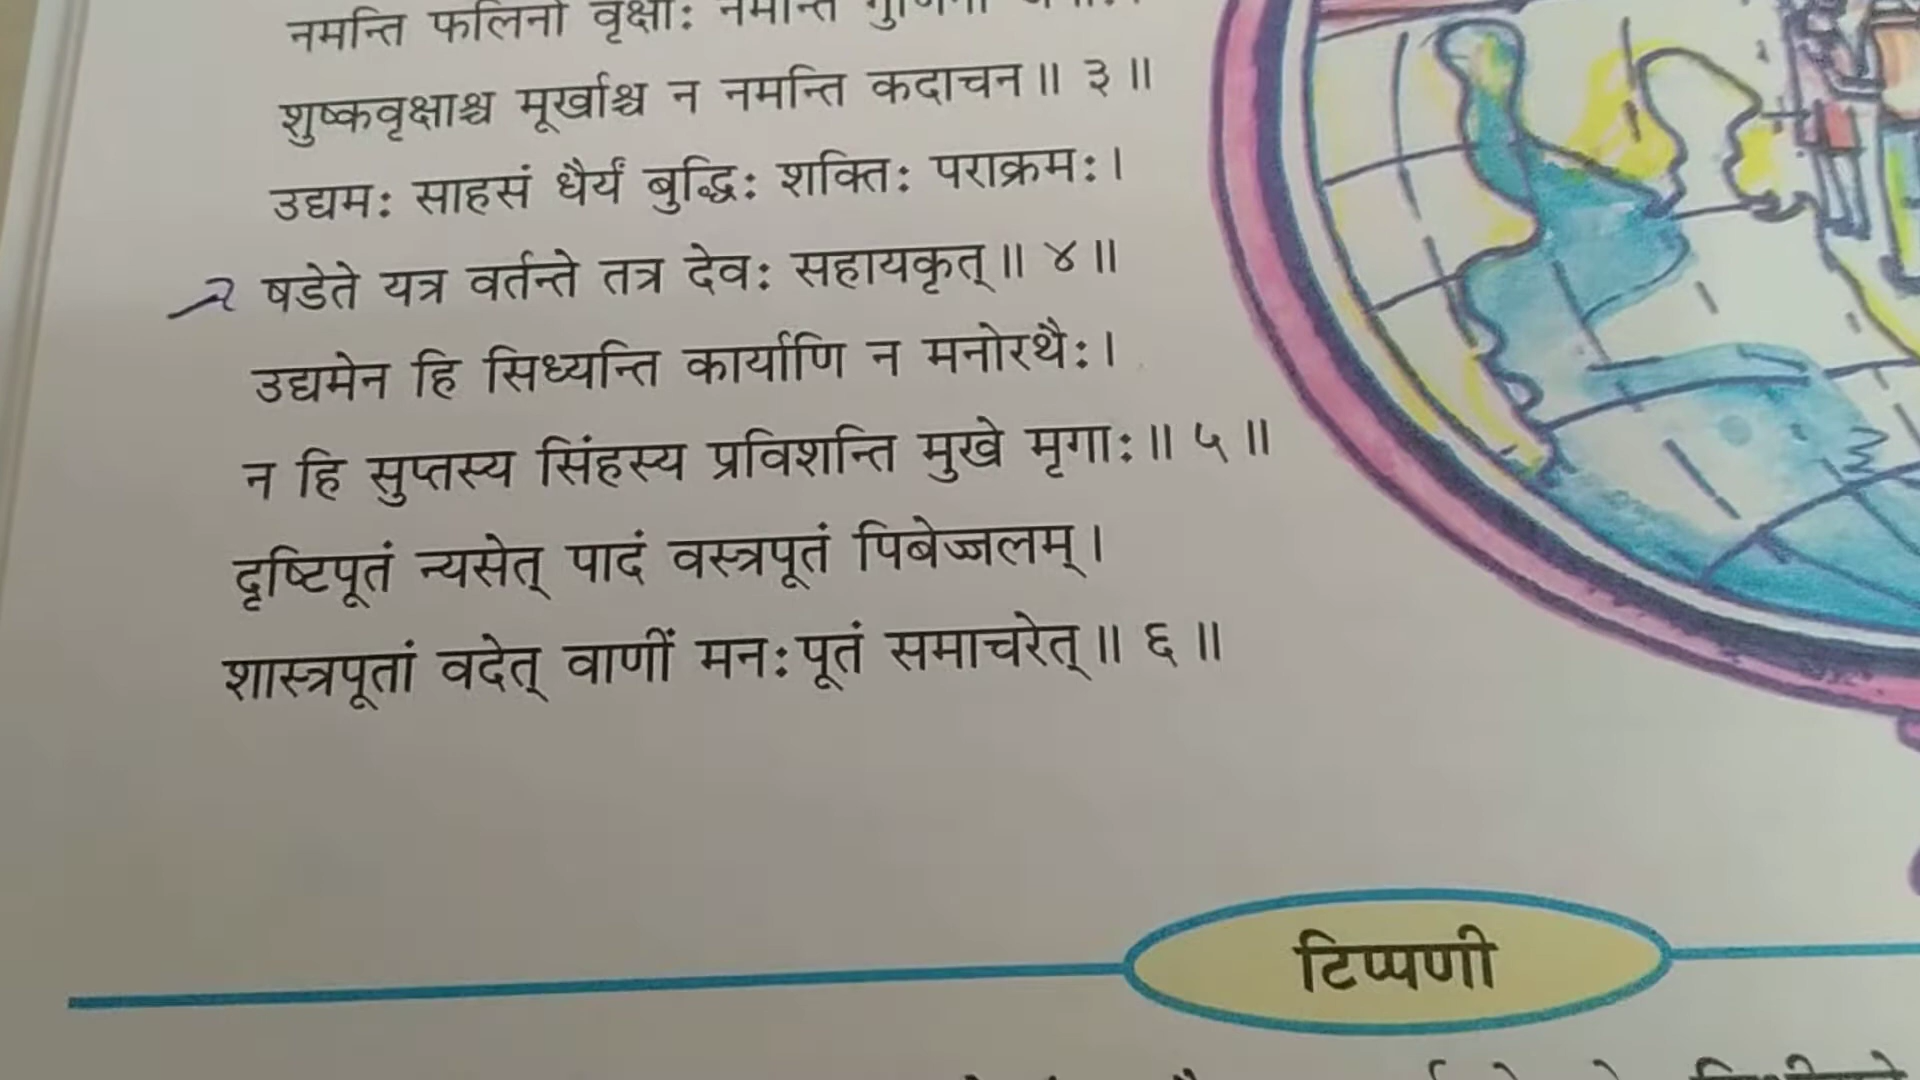 नमन्ति फलिनो वृक्षाः नमन्ति
शुष्कवृक्षाश्च मूर्खाश्च न नमन्ति कदाचन॥ ३॥
उद्यमः साहसं धैर्यं बुद्धिः शक्तिः पराक्रमः।
षडेते यत्र वर्तन्ते तत्र देवः सहायकृत्॥ ४॥
उद्यमेन हि सिध्यन्ति कार्याणि न मनोरथैः।
न हि सुप्तस्य सिंहस्य प्रविशन्ति मुखे मृगाः॥ ५॥
दृष्टिपूतं न्यसेत् पादं वस्त्रपूतं पिबेज्जलम्।
शास्त्रपूतां वदेत् वाणीं मनःपूतं समाचरेत्॥ ६॥
टिप्पणी